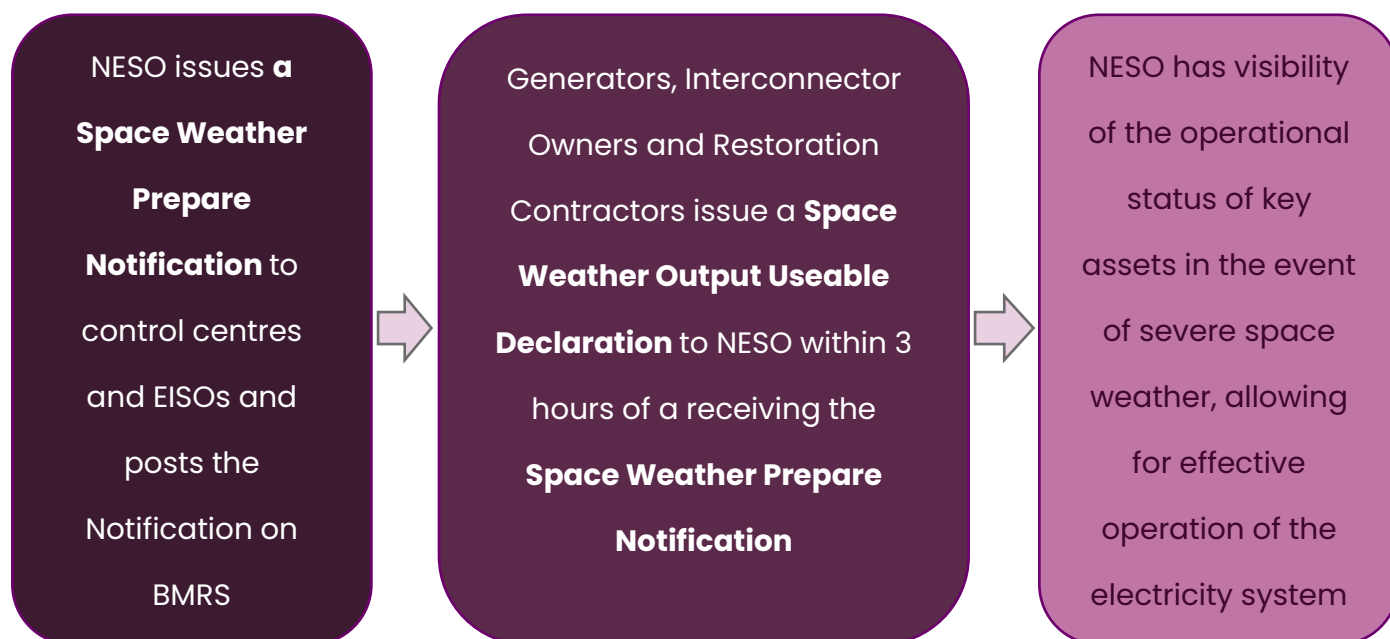 NESO issues a
Space Weather
Prepare
Notification to
control centres
and EISOs and
posts the
Notification on
BMRS
Generators, Interconnector
Owners and Restoration
Contractors issue a Space
Weather Output Useable
Declaration to NESO within 3
hours of a receiving the
Space Weather Prepare
Notification
NESO has visibility
of the operational
status of key
assets in the event
of severe space
weather, allowing
for effective
operation of the
electricity system